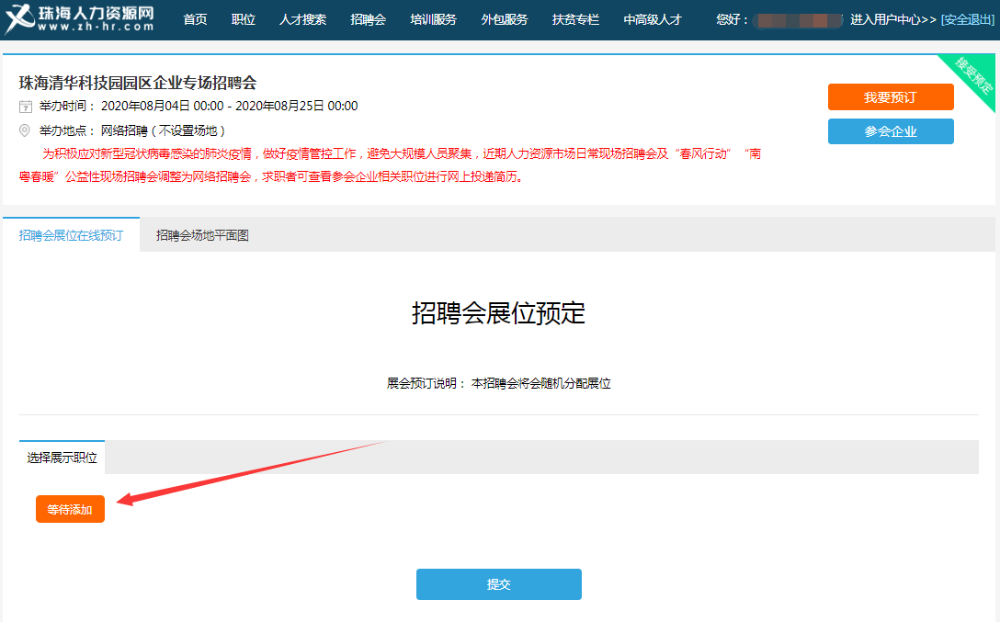 珠海人力资源网
www.zh-hr.com
首页 职位 人才搜索 招聘会 培训服务 外包服务 扶贫专栏 中高级人才 您好： 进入用户中心>> [安全退出]
接受预定
珠海清华科技园园区企业专场招聘会
举办时间： 2020年08月04日 00:00 - 2020年08月25日 00:00
我要预订
举办地点： 网络招聘 ( 不设置场地 )
参会企业
为积极应对新型冠状病毒感染的肺炎疫情，做好疫情管控工作，避免大规模人员聚集，近期人力资源市场日常现场招聘会及“春风行动”“南
粤春暖”公益性现场招聘会调整为网络招聘会，求职者可查看参会企业相关职位进行网上投递简历。
招聘会展位在线预订 招聘会场地平面图
招聘会展位预定
展会预订说明： 本招聘会将会随机分配展位
选择展示职位
等待添加
提交